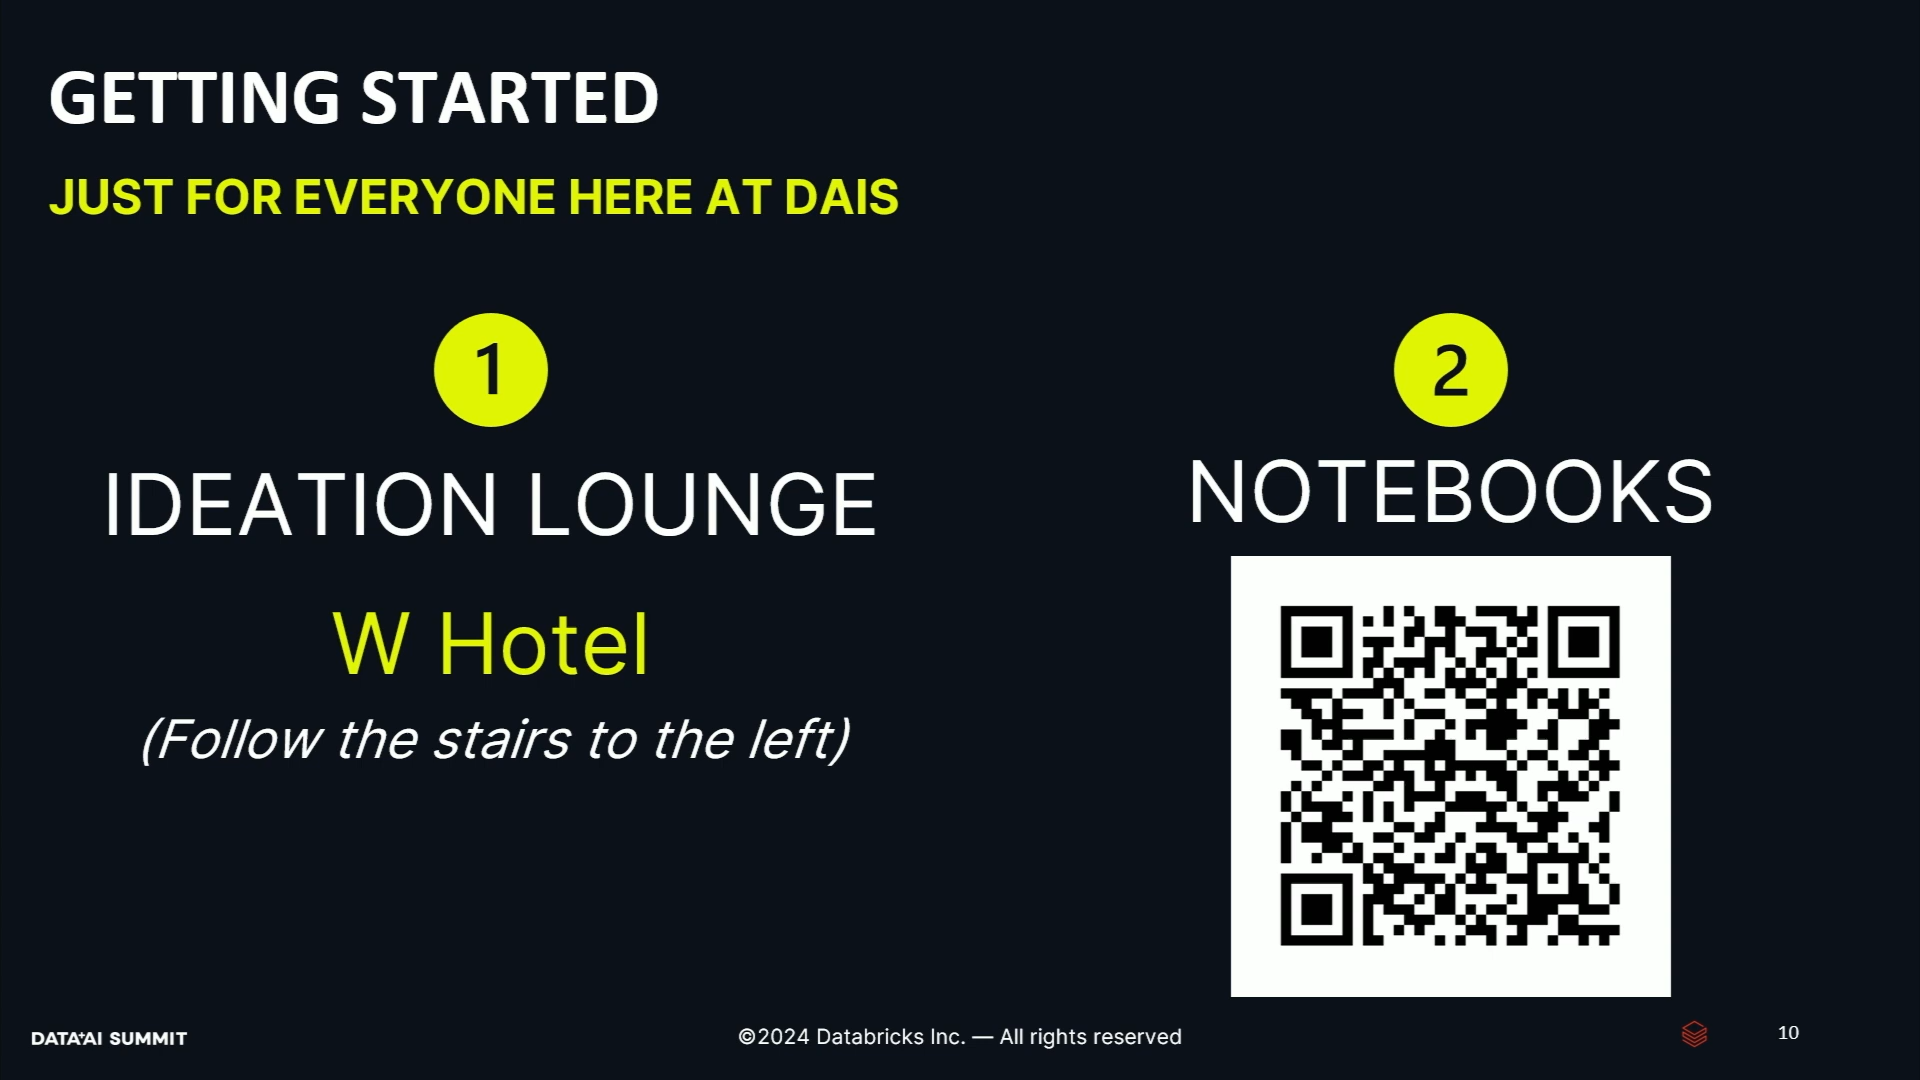 GETTING STARTED
JUST FOR EVERYONE HERE AT DAIS
1
IDEATION LOUNGE
W Hotel
(Follow the stairs to the left)
2
NOTEBOOKS
DATA+AI SUMMIT
©2024 Databricks Inc. — All rights reserved
10